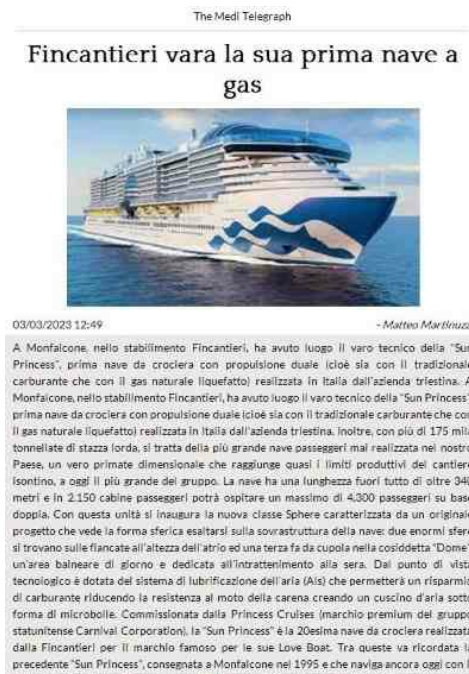 The Medi Telegraph
Fincantieri vara la sua prima nave a
gas
03/03/2023 12:49
- Matteo Martinuzzi
A Monfalcone, nello stabilimento Fincantieri, ha avuto luogo il varo tecnico della "Sun
Princess", prima nave da crociera con propulsione duale (cioè sia con il tradizionale
carburante che con il gas naturale liquefatto) realizzata in Italia dall'azienda triestina. A
Monfalcone, nello stabilimento Fincantieri, ha avuto luogo il varo tecnico della "Sun Princess",
prima nave da crociera con propulsione duale (cioè sia con il tradizionale carburante che con
il gas naturale liquefatto) realizzata in Italia dall'azienda triestina. Inoltre, con più di 175 mila
tonnellate di stazza lorda, si tratta della più grande nave passeggeri mai realizzata nel nostro
Paese, un vero primate dimensionale che raggiunge quasi i limiti produttivi del cantiere
isontino, a oggi il più grande del gruppo. La nave ha una lunghezza fuori tutto di oltre 340
metri e in 2.150 cabine passeggeri potrà ospitare un massimo di 4.300 passeggeri su base
doppia. Con questa unità si inaugura la nuova classe Sphere caratterizzata da un originale
progetto che vede la forma sferica esaltarsi sulla sovrastruttura della nave: due enormi sfere
si trovano sulle fiancate all'altezza dell'atrio ed una terza fa da cupola nella cosiddetta "Dome",
un'area balneare di giorno e dedicata all'intrattenimento alla sera. Dal punto di vista
tecnologico è dotata del sistema di lubrificazione dell'aria (Als) che permetterà un risparmio
di carburante riducendo la resistenza al moto della carena creando un cuscino d'aria sotto
forma di microbolle. Commissionata dalla Princess Cruises (marchio premium del gruppo
statunitense Carnival Corporation), la "Sun Princess" è la 20esima nave da crociera realizzata
dalla Fincantieri per il marchio famoso per le sue Love Boat. Tra queste va ricordata la
precedente "Sun Princess", consegnata a Monfalcone nel 1995 e che naviga ancora oggi con